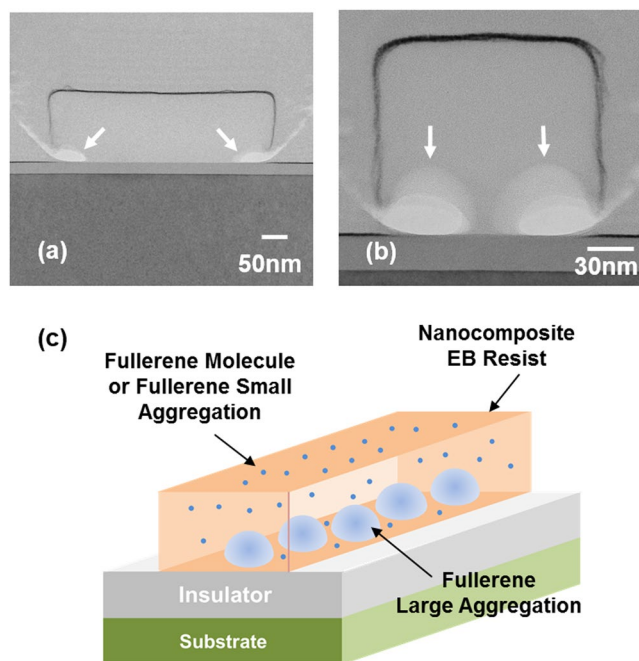 (a)
50nm
(b)
30nm
(c)
Fullerene Molecule
or Fullerene Small
Aggregation
Nanocomposite
EB Resist
Fullerene
Large Aggregation
Insulator
Substrate